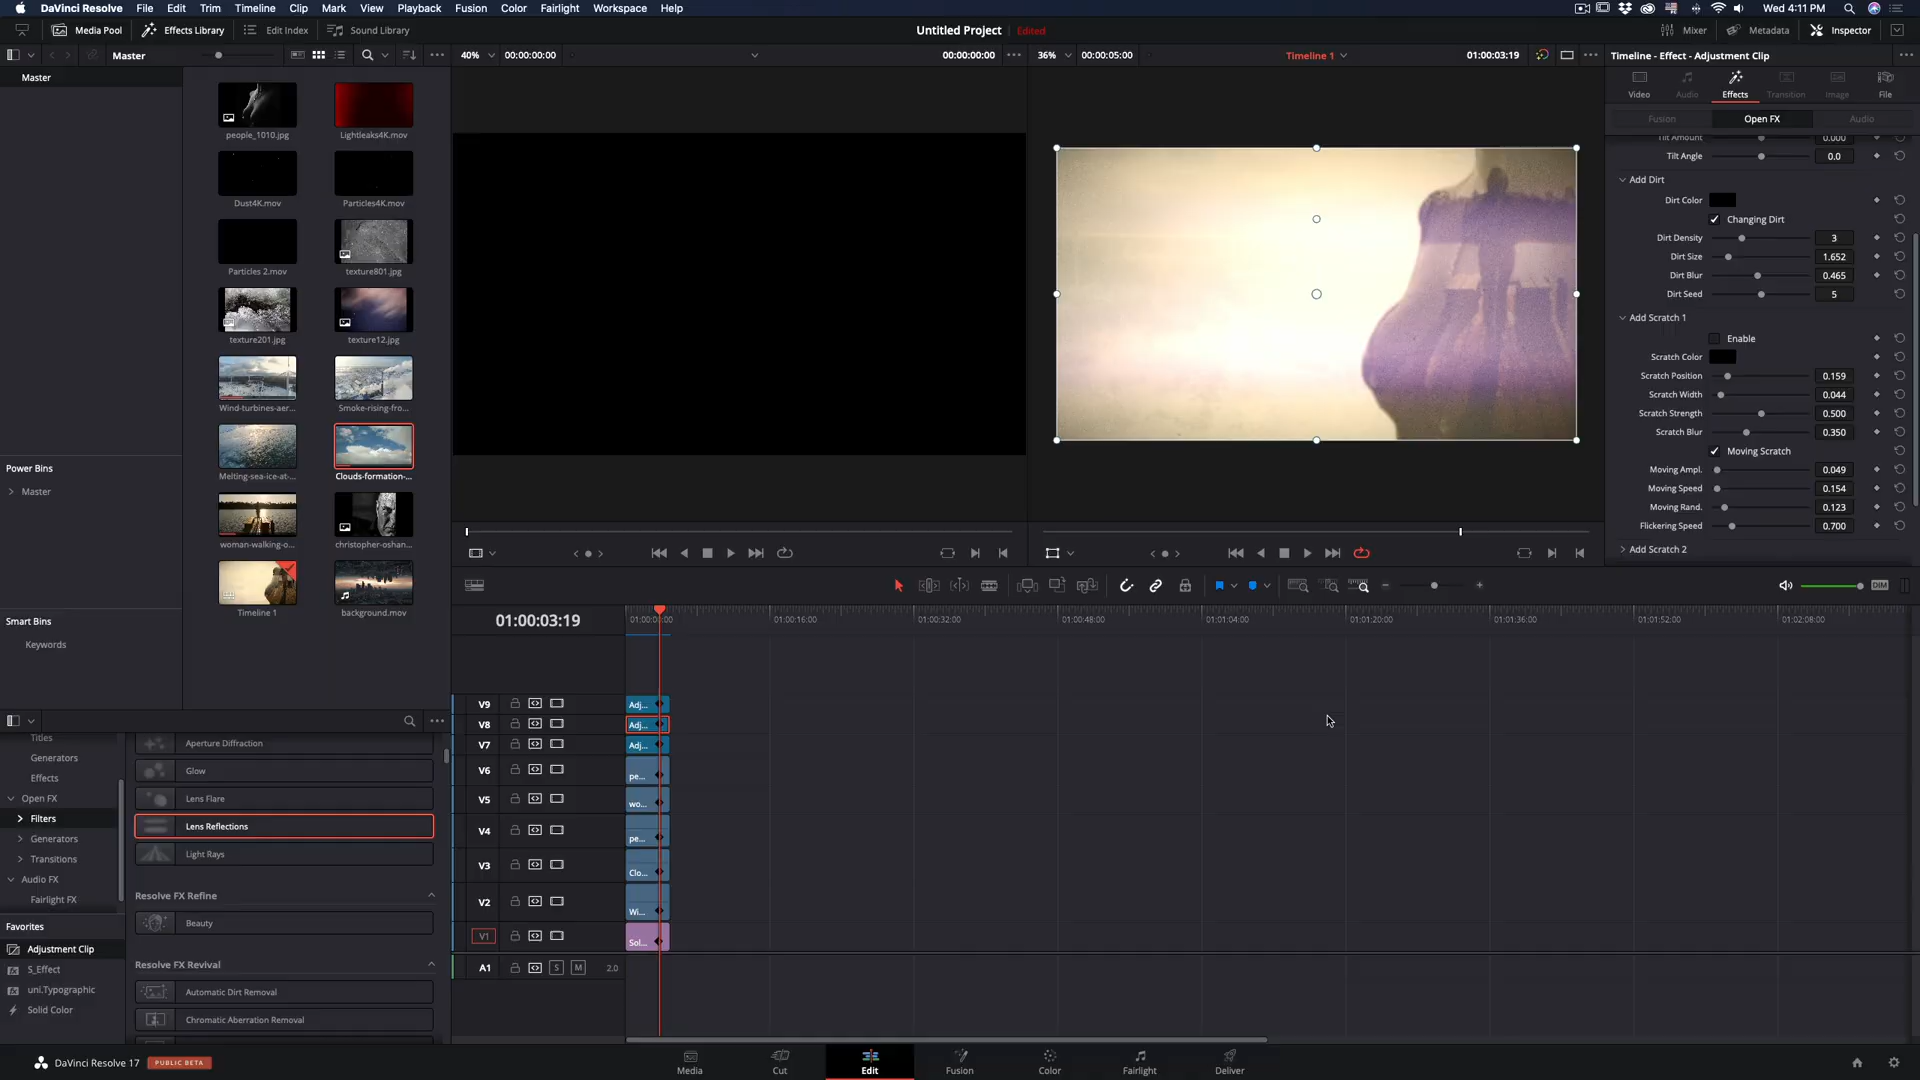 DaVinci Resolve File Edit Trim Timeline Clip Mark View Playback Fusion Color Fairlight Workspace Help Wed 4:11 PM
Media Pool Effects Library Edit Index Sound Library Untitled Project Edited Mixer Metadata Inspector
Master 40% 00:00:00:00 00:00:00:00 36% 00:00:05:00 Timeline 1 01:00:03:19 Timeline - Effect - Adjustment Clip
Master
Power Bins
Master
Smart Bins
Keywords
people_1010.jpg Lightleaks4K.mov
Dust4K.mov Particles4K.mov
Particles 2.mov texture801.jpg
texture201.jpg texture12.jpg
Wind-turbines-aer... Smoke-rising-fro...
Melting-sea-ice-at-... Clouds-formation-...
woman-walking-o... christopher-oshan...
Timeline 1 background.mov
Video Audio Effects Transition Image File
Fusion Open FX Audio
Tilt Amount 0.000
Tilt Angle 0.0
Add Dirt
Dirt Color
Changing Dirt
Dirt Density 3
Dirt Size 1.652
Dirt Blur 0.465
Dirt Seed 5
Add Scratch 1
Enable
Scratch Color
Scratch Position 0.159
Scratch Width 0.044
Scratch Strength 0.500
Scratch Blur 0.350
Moving Scratch
Moving Ampl. 0.049
Moving Speed 0.154
Moving Rand. 0.123
Flickering Speed 0.700
Add Scratch 2
DIM
01:00:03:19
01:00:16:00 01:00:32:00 01:00:48:00 01:01:04:00 01:01:20:00 01:01:36:00 01:01:52:00 01:02:08:00
V9 Adj...
V8 Adj...
V7 Adj...
V6 pe...
V5 wo...
V4 pe...
V3 Clo...
V2 Wi...
V1 Sol...
A1 S M 2.0
Titles
Generators
Effects
Open FX
Filters
Generators
Transitions
Audio FX
Fairlight FX
Favorites
Adjustment Clip
S_Effect
uni.Typographic
Solid Color
Aperture Diffraction
Glow
Lens Flare
Lens Reflections
Light Rays
Resolve FX Refine
Beauty
Resolve FX Revival
Automatic Dirt Removal
Chromatic Aberration Removal
DaVinci Resolve 17 PUBLIC BETA
Media Cut Edit Fusion Color Fairlight Deliver